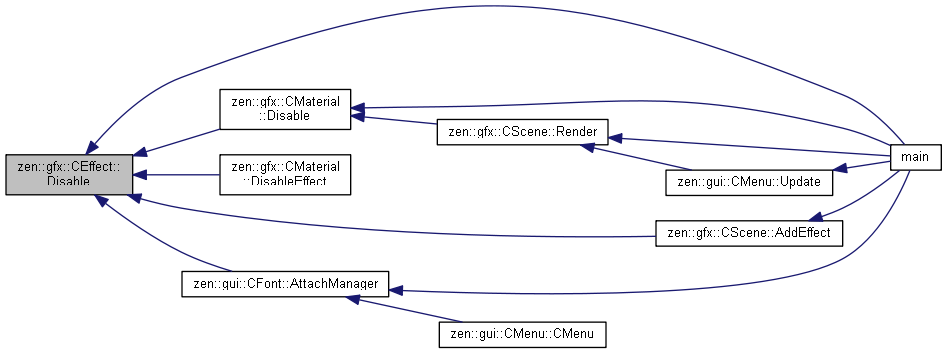 zen::gfx::CEffect::
Disable
zen::gfx::CMaterial
::Disable
zen::gfx::CMaterial
::DisableEffect
zen::gfx::CScene::Render
zen::gui::CMenu::Update
zen::gfx::CScene::AddEffect
zen::gui::CFont::AttachManager
zen::gui::CMenu::CMenu
main